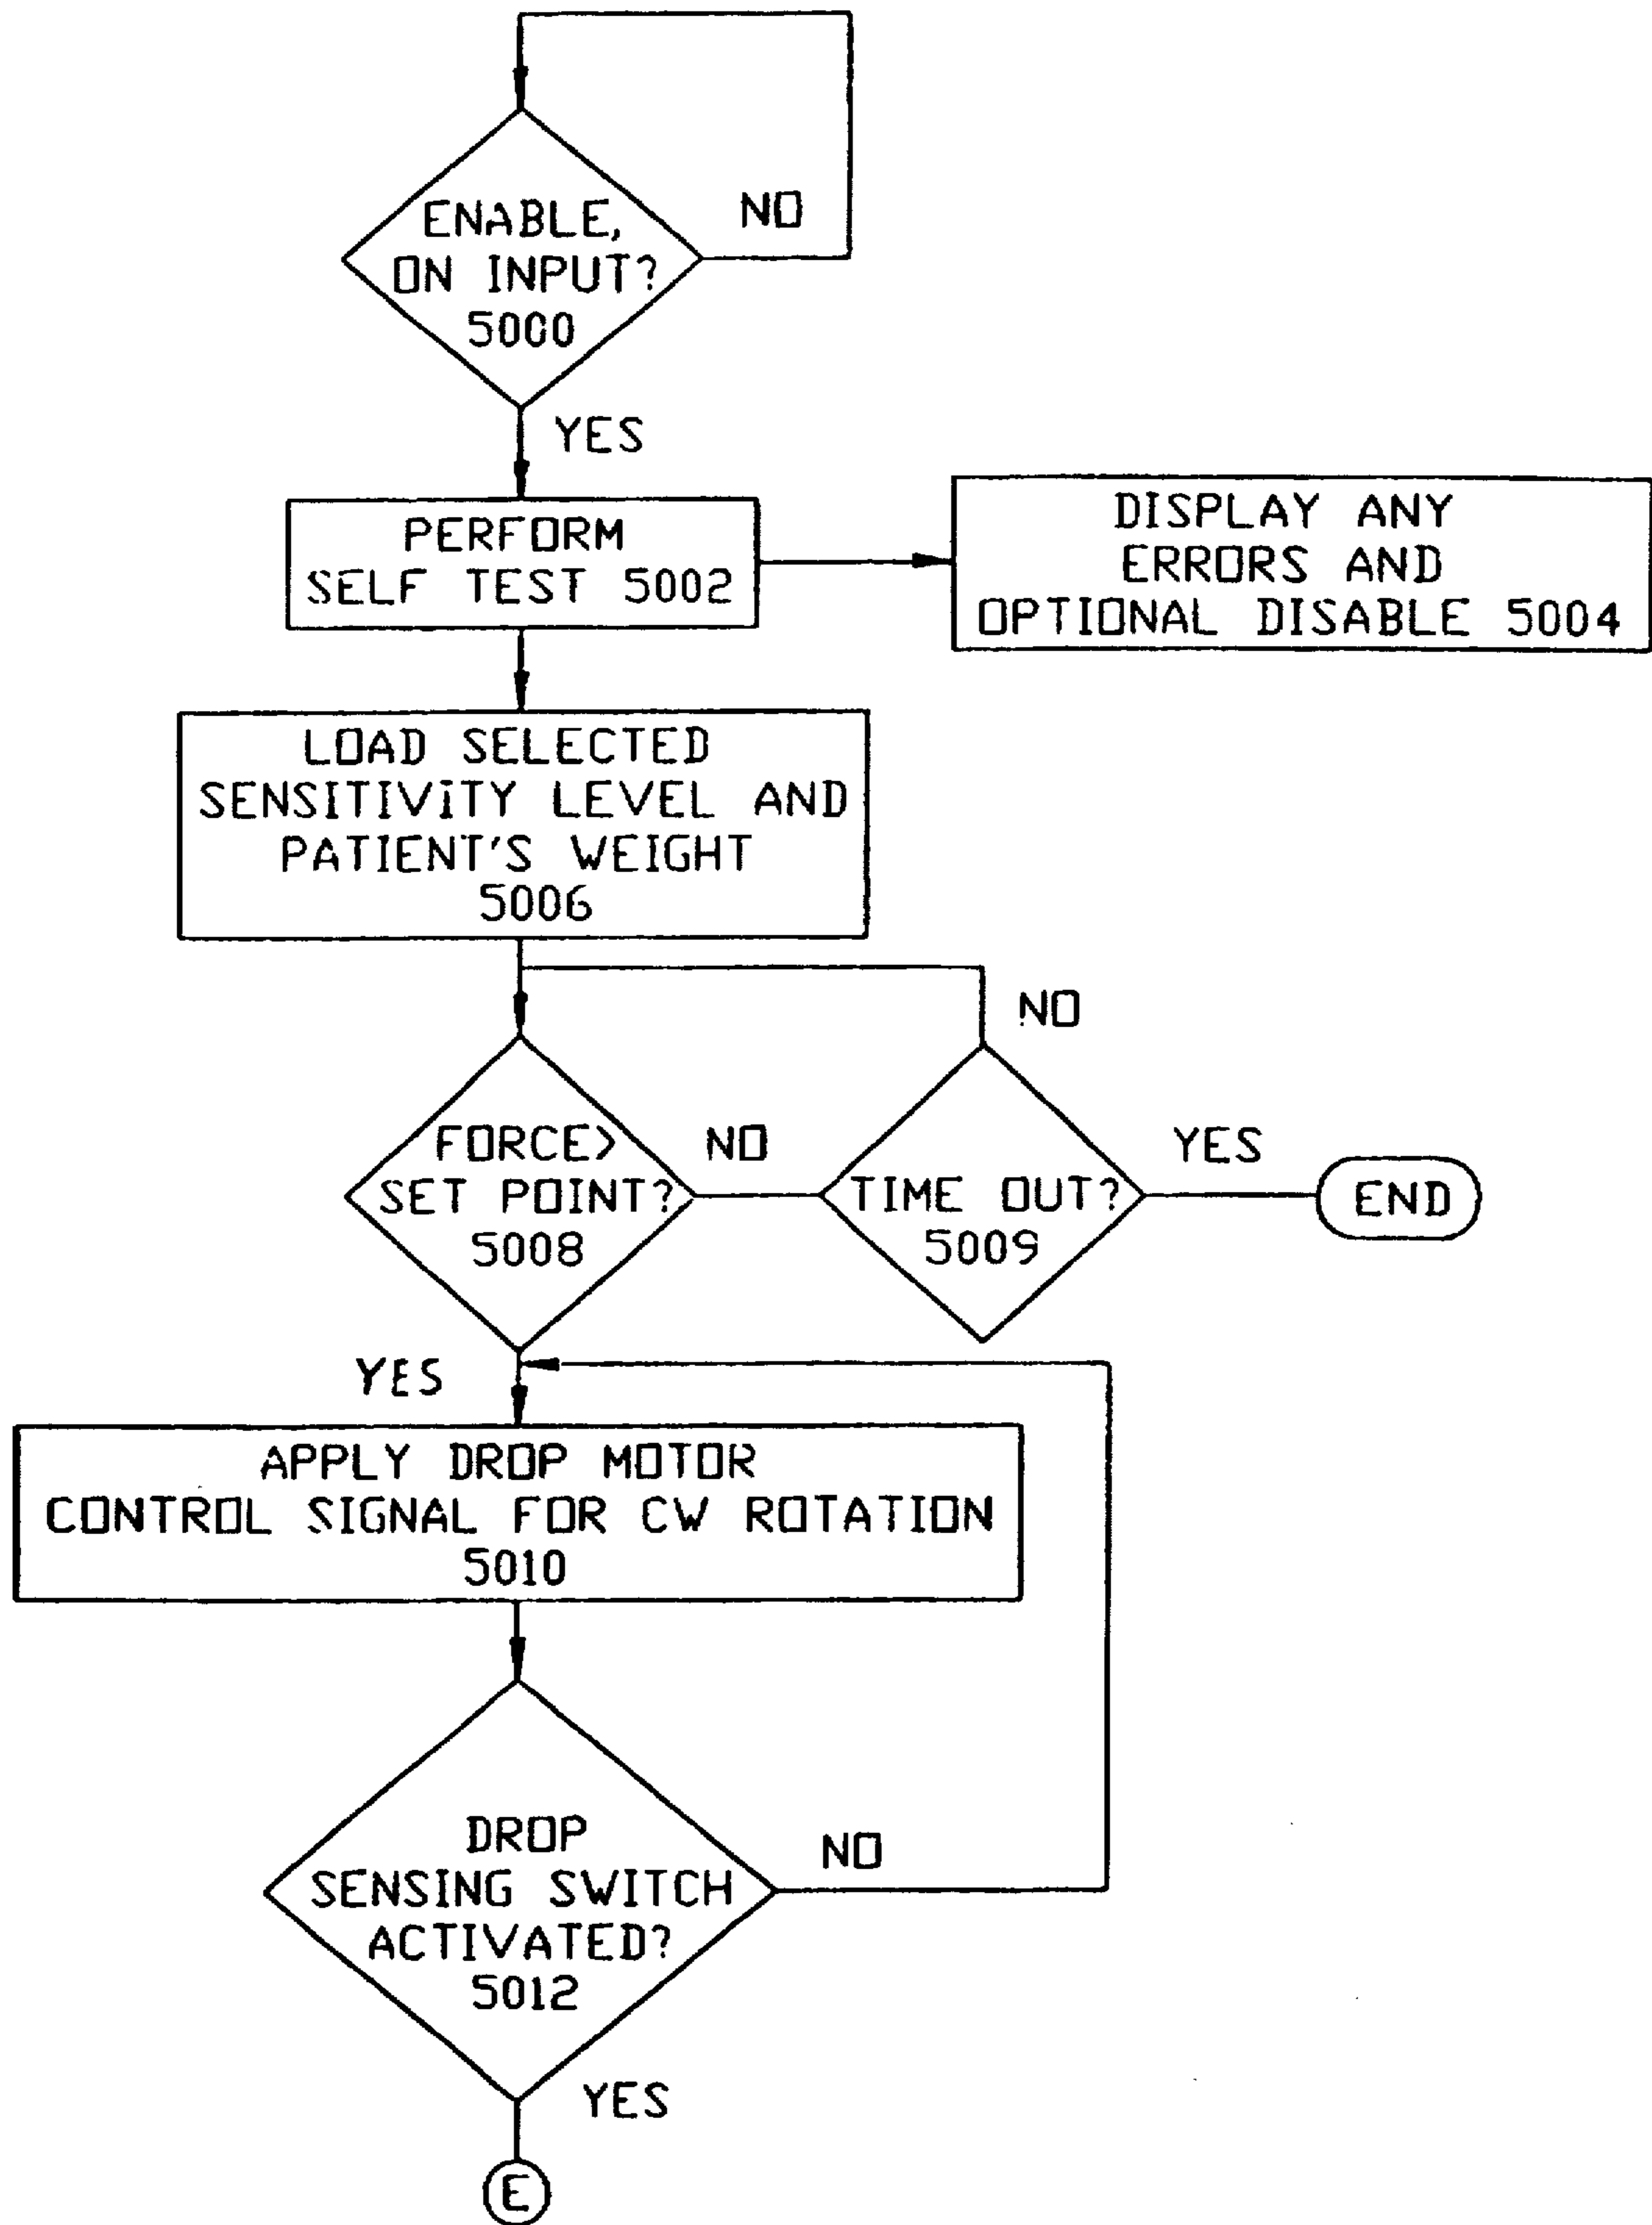 NO
ENABLE,
ON INPUT?
5000
YES
PERFORM
SELF TEST 5002
DISPLAY ANY
ERRORS AND
OPTIONAL DISABLE 5004
LOAD SELECTED
SENSITIVITY LEVEL AND
PATIENT'S WEIGHT
5006
NO
FORCE>
SET POINT?
5008
NO
TIME OUT?
5009
YES
END
YES
APPLY DROP MOTOR
CONTROL SIGNAL FOR CW ROTATION
5010
DROP
SENSING SWITCH
ACTIVATED?
5012
NO
YES
E